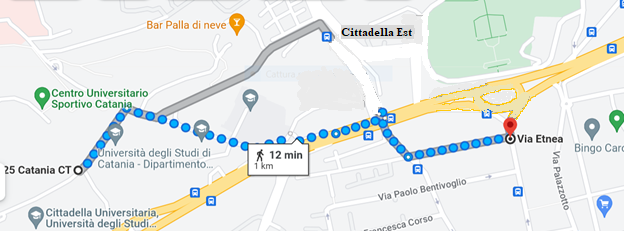 Bar Palla di neve
Cittadella Est
Centro Universitario
Sportivo Catania
Università degli Studi di
Catania - Dipartimento...
25 Catania CT
12 min
1 km
Via Etnea
Bingo Caro
Via Palazzotto
Via Paolo Bentivoglio
Francesco Corso
Cittadella Universitaria,
Università degli Studi...